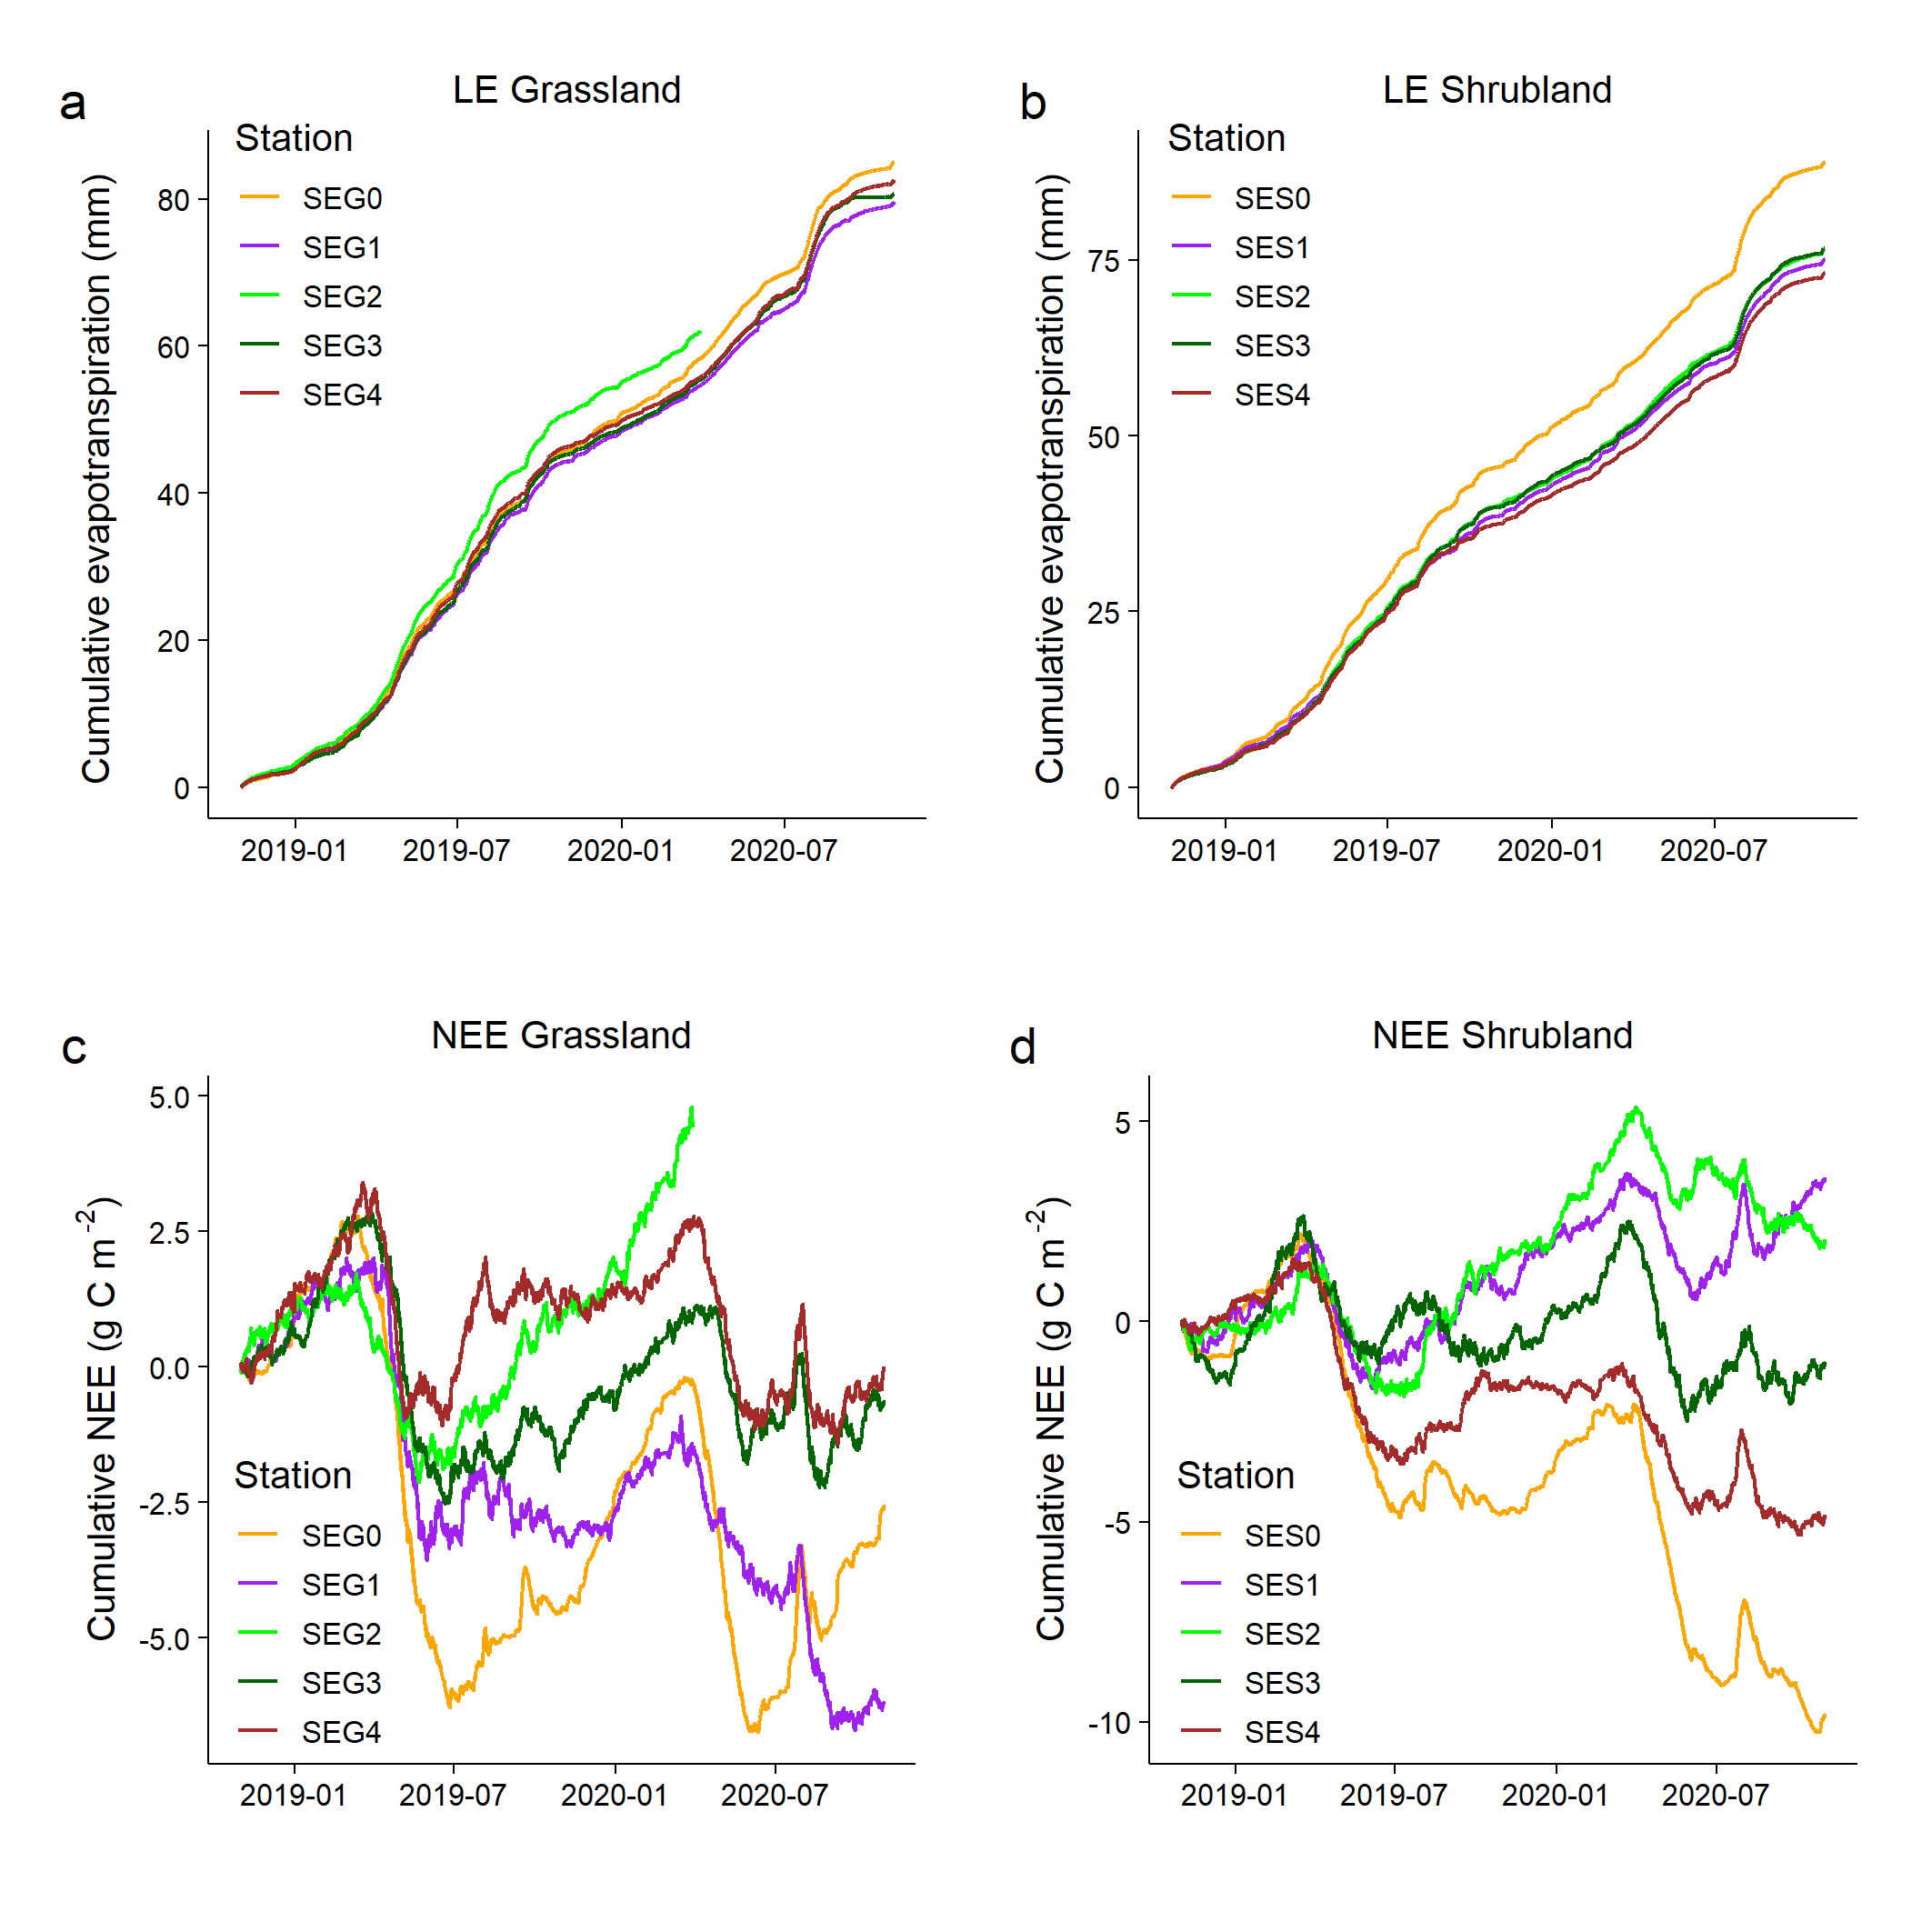 a
LE Grassland
Station
SEG0
SEG1
SEG2
SEG3
SEG4
Cumulative evapotranspiration (mm)
80
60
40
20
0
2019-01 2019-07 2020-01 2020-07
b
LE Shrubland
Station
SES0
SES1
SES2
SES3
SES4
Cumulative evapotranspiration (mm)
75
50
25
0
2019-01 2019-07 2020-01 2020-07
c
NEE Grassland
Cumulative NEE (g C m⁻²)
5.0
2.5
0.0
-2.5
-5.0
Station
SEG0
SEG1
SEG2
SEG3
SEG4
2019-01 2019-07 2020-01 2020-07
d
NEE Shrubland
Cumulative NEE (g C m⁻²)
5
0
-5
-10
Station
SES0
SES1
SES2
SES3
SES4
2019-01 2019-07 2020-01 2020-07